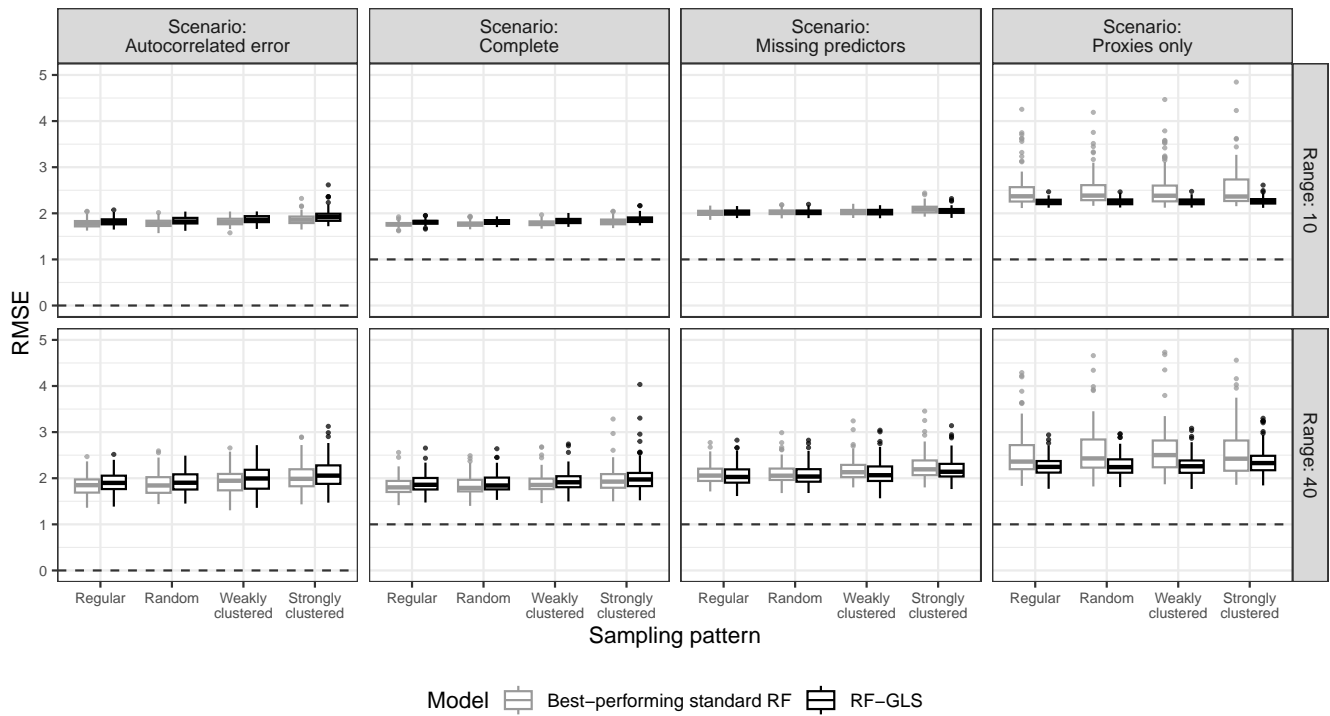 Scenario:
Autocorrelated error
Scenario:
Complete
Scenario:
Missing predictors
Scenario:
Proxies only
5
4
3
2
1
0
Range: 10
RMSE
5
4
3
2
1
0
Range: 40
Regular
Random
Weakly
clustered
Strongly
clustered
Regular
Random
Weakly
clustered
Strongly
clustered
Regular
Random
Weakly
clustered
Strongly
clustered
Regular
Random
Weakly
clustered
Strongly
clustered
Sampling pattern
Model Best−performing standard RF RF−GLS